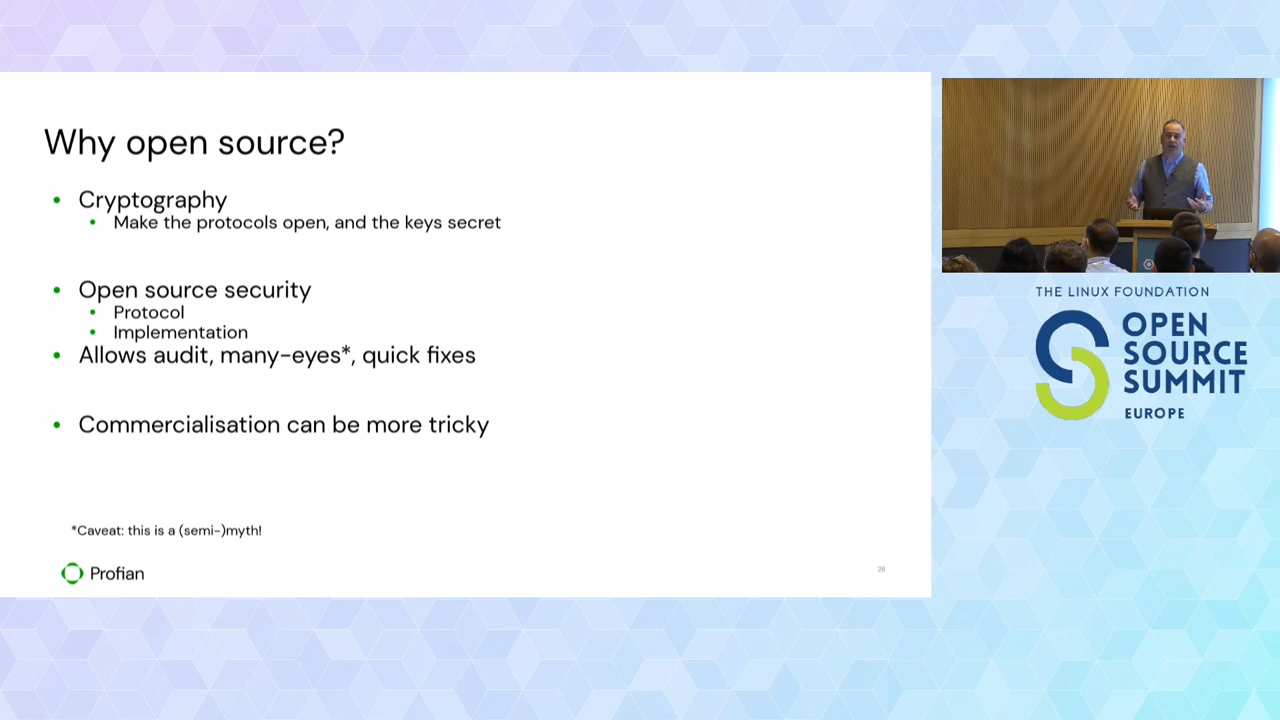 Why open source?
• Cryptography
• Make the protocols open, and the keys secret
• Open source security
• Protocol
• Implementation
• Allows audit, many-eyes*, quick fixes
• Commercialisation can be more tricky
*Caveat: this is a (semi-)myth!
Profian
28
THE LINUX FOUNDATION
OPEN
SOURCE
SUMMIT
EUROPE